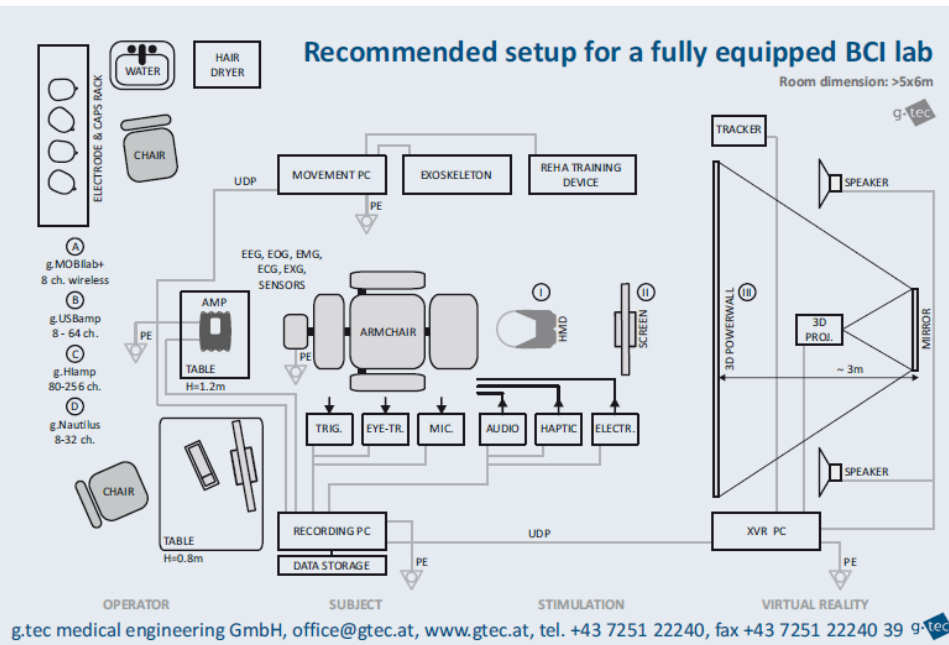 Recommended setup for a fully equipped BCI lab
Room dimension: >5x6m
g.tec
WATER
HAIR
DRYER
ELECTRODE & CAPS RACK
CHAIR
TRACKER
SPEAKER
UDP
MOVEMENT PC
EXOSKELETON
REHA TRAINING
DEVICE
PE
A
g.MOBIlab+
8 ch. wireless
B
g.USBamp
8 - 64 ch.
C
g.HIamp
80-256 ch.
D
g.Nautilus
8-32 ch.
EEG, EOG, EMG,
ECG, EXG,
SENSORS
AMP
PE
TABLE
H=1.2m
PE
ARMCHAIR
I
HMD
II
SCREEN
III
3D POWERWALL
3D
PROJ.
MIRROR
~ 3m
TRIG.
EYE-TR.
MIC.
AUDIO
HAPTIC
ELECTR.
CHAIR
TABLE
H=0.8m
SPEAKER
RECORDING PC
DATA STORAGE
PE
UDP
XVR PC
PE
OPERATOR
SUBJECT
STIMULATION
VIRTUAL REALITY
g.tec medical engineering GmbH, office@gtec.at, www.gtec.at, tel. +43 7251 22240, fax +43 7251 22240 39
g.tec